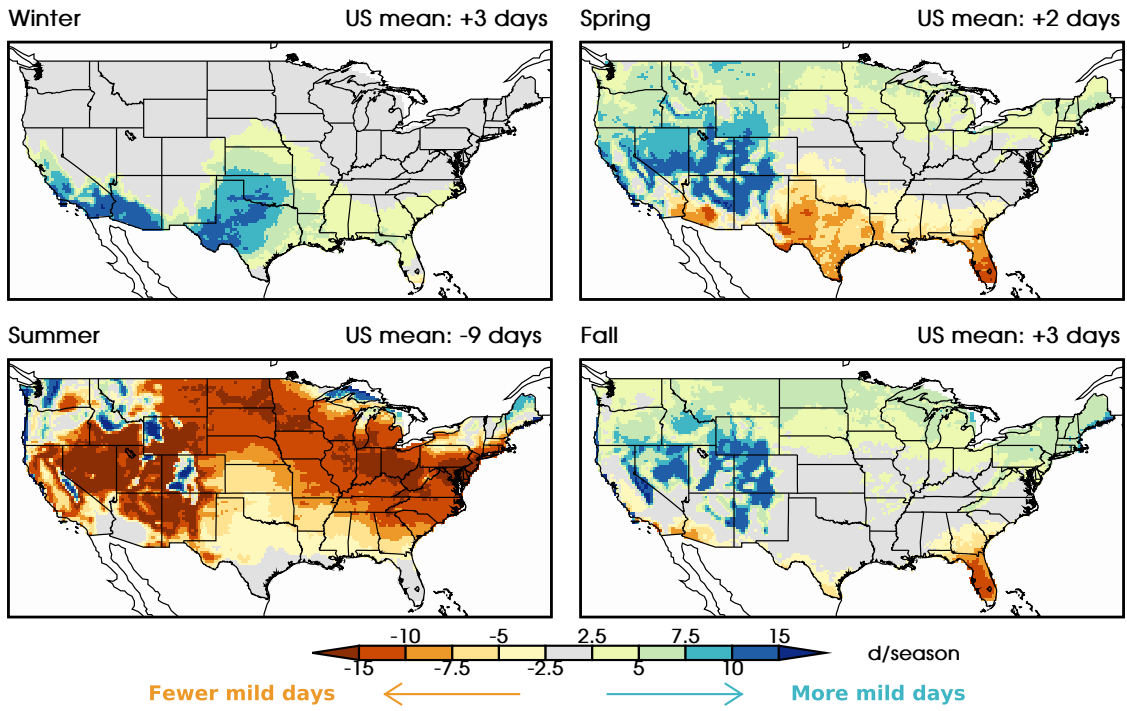 Winter US mean: +3 days
Spring US mean: +2 days
Summer US mean: -9 days
Fall US mean: +3 days
-10 -5 2.5 7.5 15
-15 -7.5 -2.5 5 10
d/season
Fewer mild days
More mild days